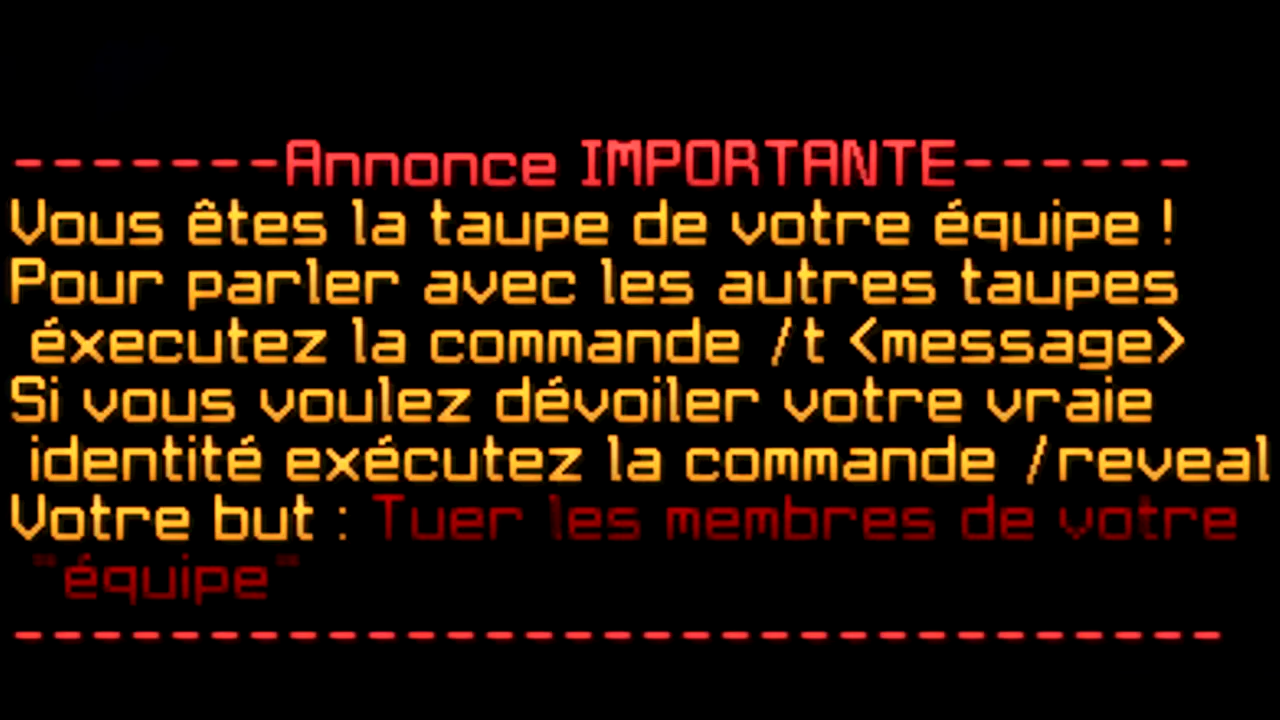 -------Annonce IMPORTANTE------
Vous êtes la taupe de votre équipe !
Pour parler avec les autres taupes
éxecutez la commande /t <message>
Si vous voulez dévoiler votre vraie
identité exécutez la commande /reveal
Votre but : Tuer les membres de votre
"équipe"
-------------------------------